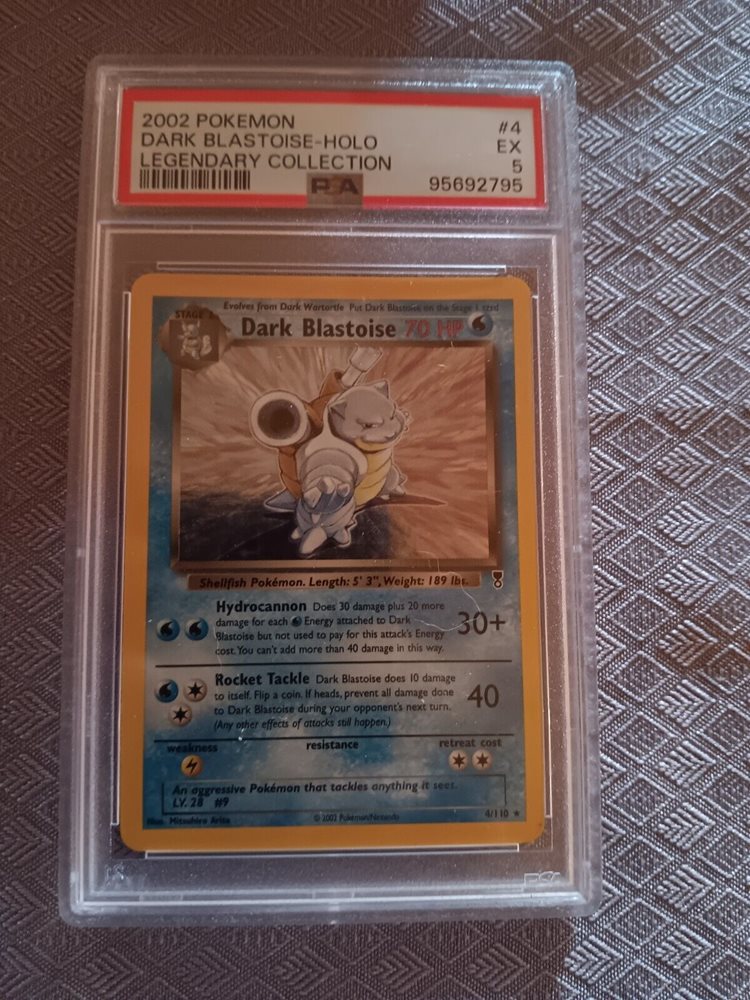 2002 POKEMON #4
DARK BLASTOISE-HOLO EX
LEGENDARY COLLECTION 5
PSA 95692795
Evolves from Dark Wartortle Put Dark Blastoise on the Stage 1 card
STAGE 2
Dark Blastoise 70 HP
Shellfish Pokémon. Length: 5' 3", Weight: 189 lbs.
Hydrocannon Does 30 damage plus 20 more
damage for each Energy attached to Dark 30+
Blastoise but not used to pay for this attack's Energy
cost. You can't add more than 40 damage in this way.
Rocket Tackle Dark Blastoise does 10 damage
to itself. Flip a coin. If heads, prevent all damage done 40
to Dark Blastoise during your opponent's next turn.
(Any other effects of attacks still happen.)
weakness resistance retreat cost
An aggressive Pokémon that tackles anything it sees.
LV. 28 #9
Illus. Mitsuhiro Arita © 2002 Pokémon/Nintendo 4/110 ★